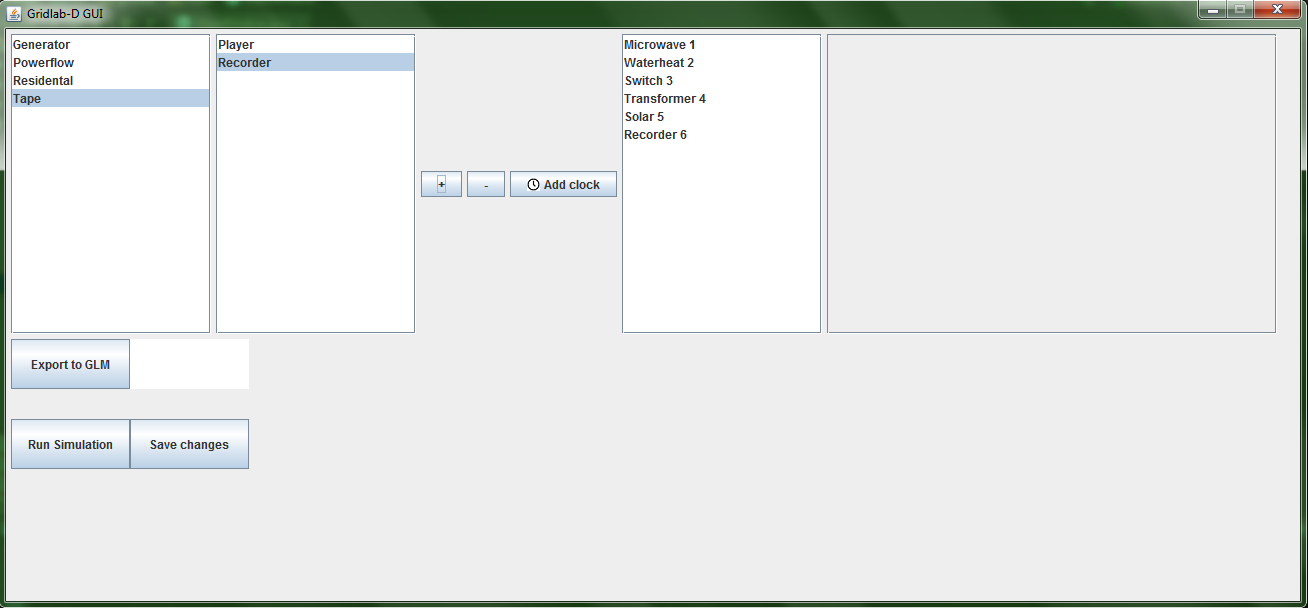 Gridlab-D GUI
Generator
Powerflow
Residental
Tape
Player
Recorder
+
-
Add clock
Microwave 1
Waterheat 2
Switch 3
Transformer 4
Solar 5
Recorder 6
Export to GLM
Run Simulation
Save changes